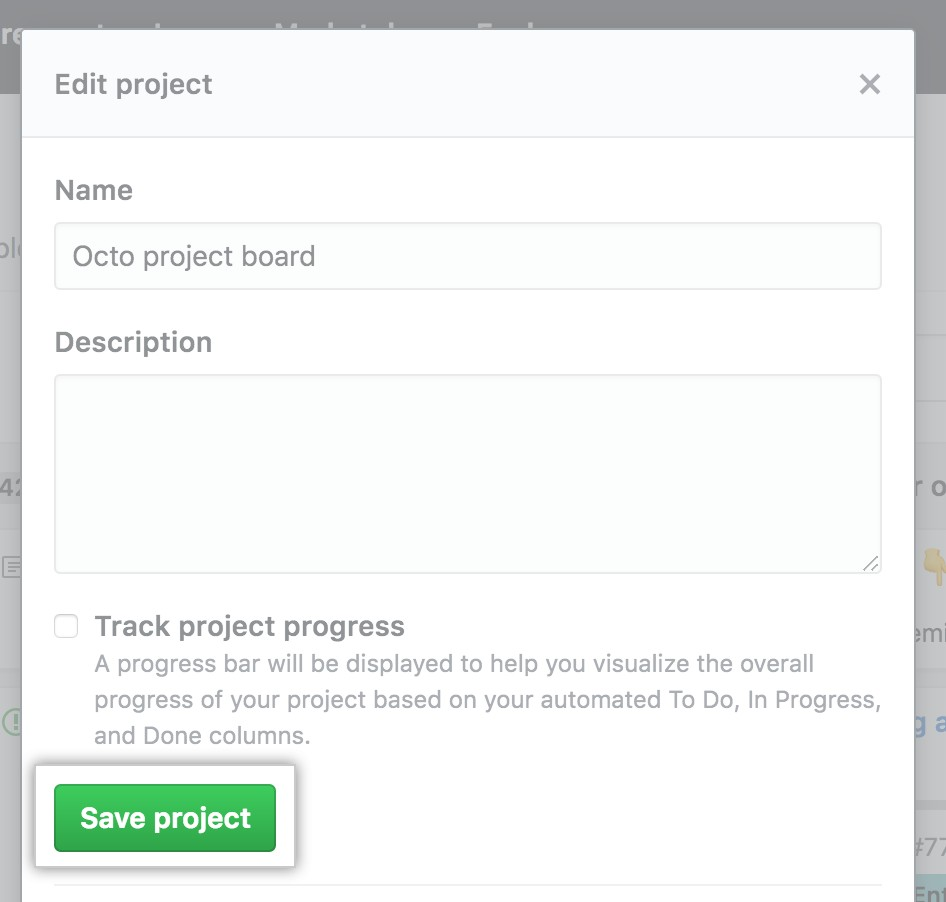 Edit project
Name
Octo project board
Description
Track project progress
A progress bar will be displayed to help you visualize the overall
progress of your project based on your automated To Do, In Progress,
and Done columns.
Save project